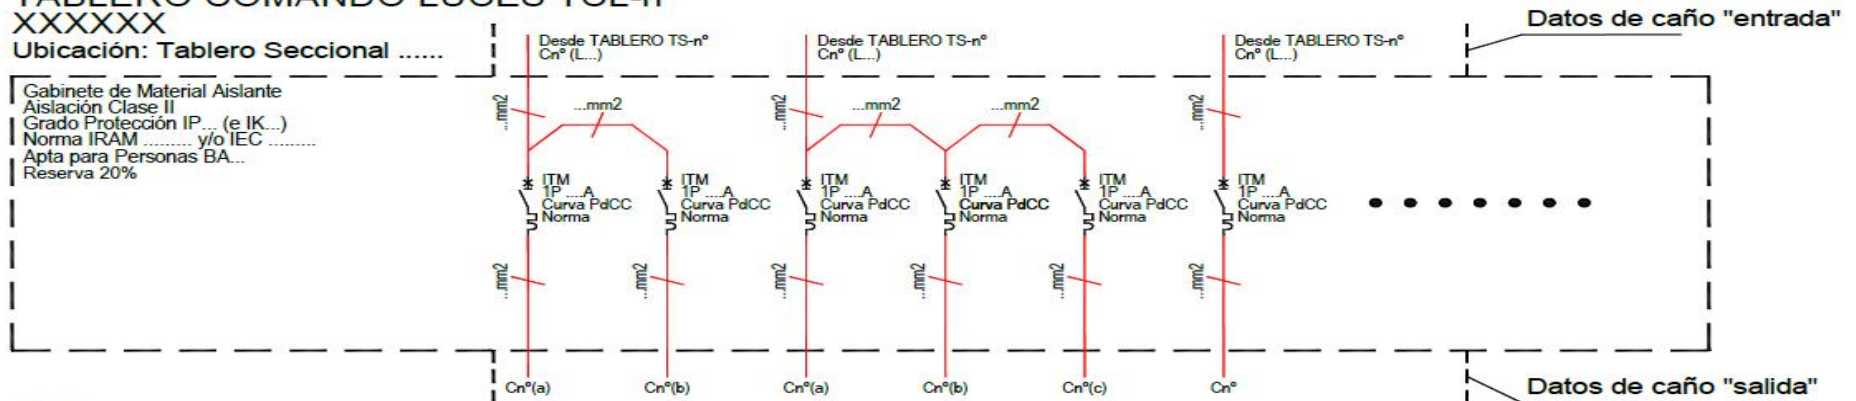 TABLERO COMANDO LUCES TCL-n
XXXXXX
Ubicación: Tablero Seccional ......
Datos de caño "entrada"
Desde TABLERO TS-nº
Cnº (L...)
Desde TABLERO TS-nº
Cnº (L...)
Desde TABLERO TS-nº
Cnº (L...)
Gabinete de Material Aislante
Aislación Clase II
Grado Protección IP... (e IK...)
Norma IRAM ......... y/o IEC .........
Apta para Personas BA...
Reserva 20%
...mm2
...mm2
...mm2
...mm2
...mm2
...mm2
ITM
1P ....A
Curva PdCC
Norma
ITM
1P ....A
Curva PdCC
Norma
ITM
1P ....A
Curva PdCC
Norma
ITM
1P ....A
Curva PdCC
Norma
ITM
1P ....A
Curva PdCC
Norma
ITM
1P ....A
Curva PdCC
Norma
...mm2
...mm2
...mm2
...mm2
...mm2
...mm2
Cnº(a)
Cnº(b)
Cnº(a)
Cnº(b)
Cnº(c)
Cnº
Datos de caño "salida"